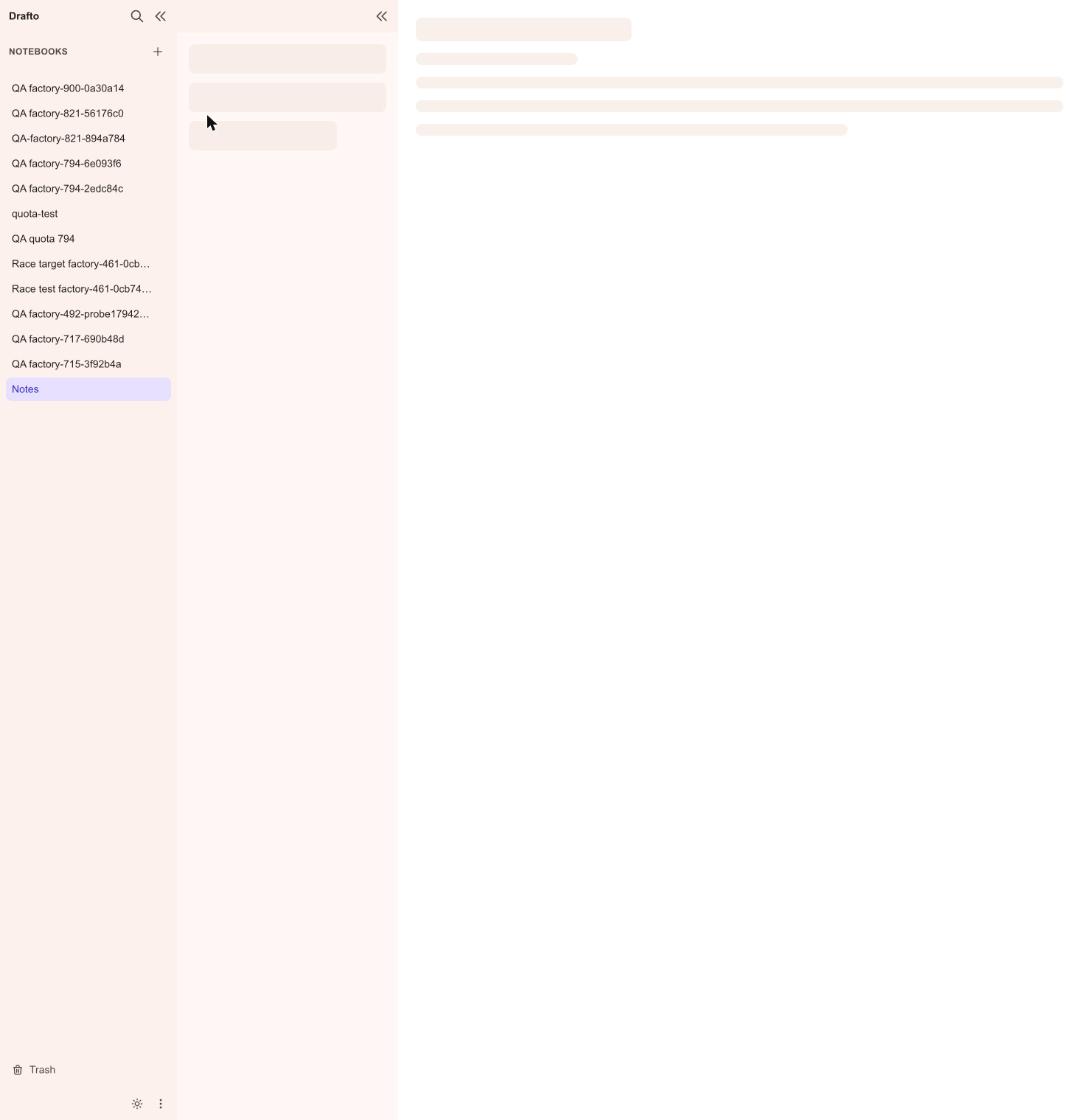 Drafto
NOTEBOOKS
QA factory-900-0a30a14
QA factory-821-56176c0
QA-factory-821-894a784
QA factory-794-6e093f6
QA factory-794-2edc84c
quota-test
QA quota 794
Race target factory-461-0cb…
Race test factory-461-0cb74…
QA factory-492-probe17942…
QA factory-717-690b48d
QA factory-715-3f92b4a
Notes
Trash